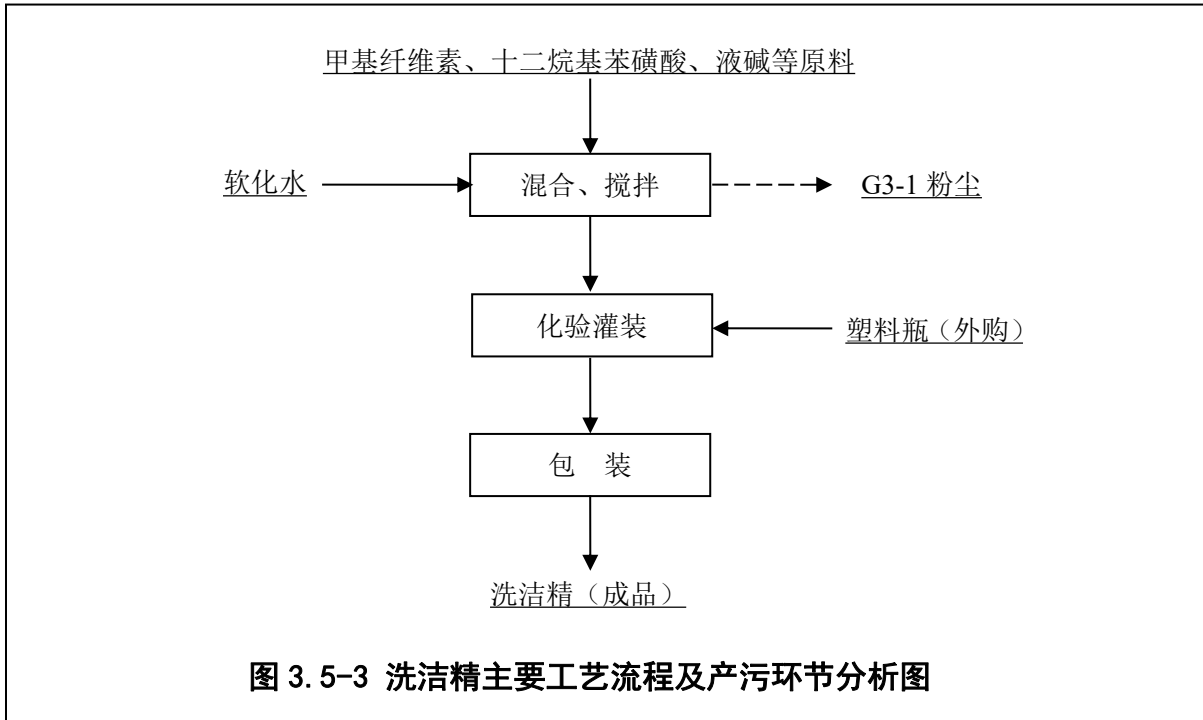 甲基纤维素、十二烷基苯磺酸、液碱等原料
软化水
混合、搅拌
G3-1 粉尘
化验灌装
塑料瓶（外购）
包 装
洗洁精（成品）
图 3.5-3 洗洁精主要工艺流程及产污环节分析图